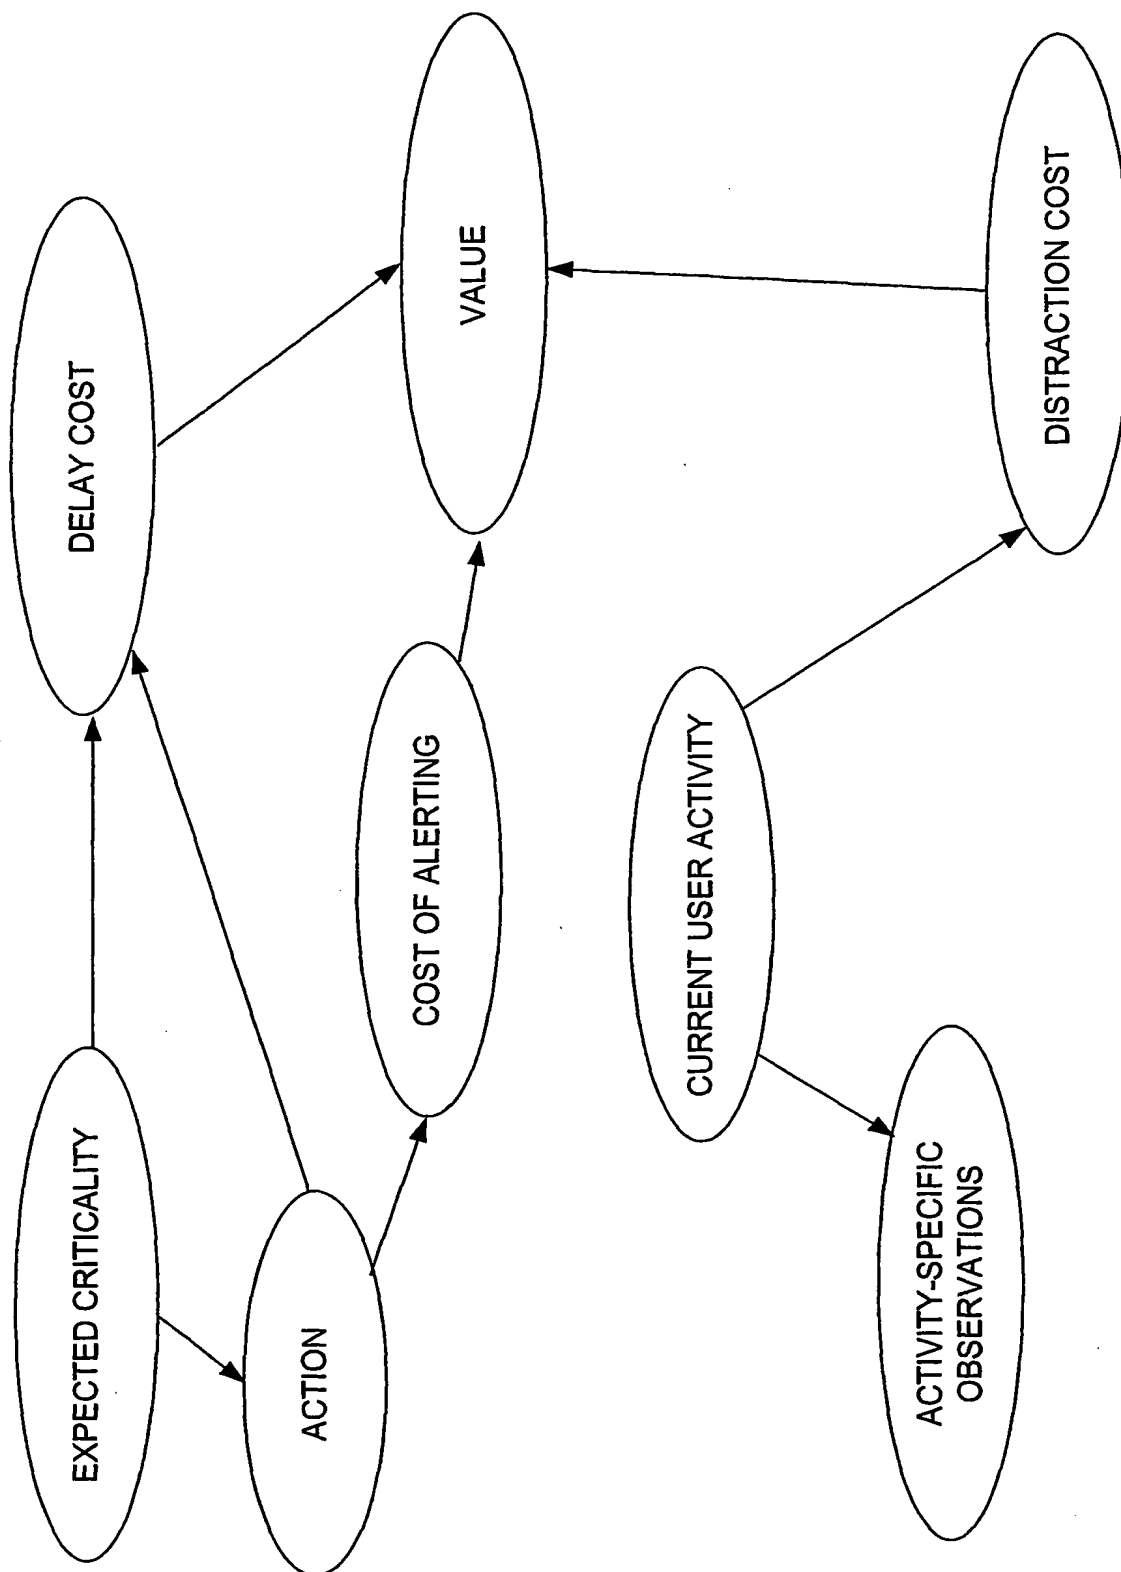 EXPECTED CRITICALITY
DELAY COST
ACTION
COST OF ALERTING
VALUE
CURRENT USER ACTIVITY
ACTIVITY-SPECIFIC
OBSERVATIONS
DISTRACTION COST